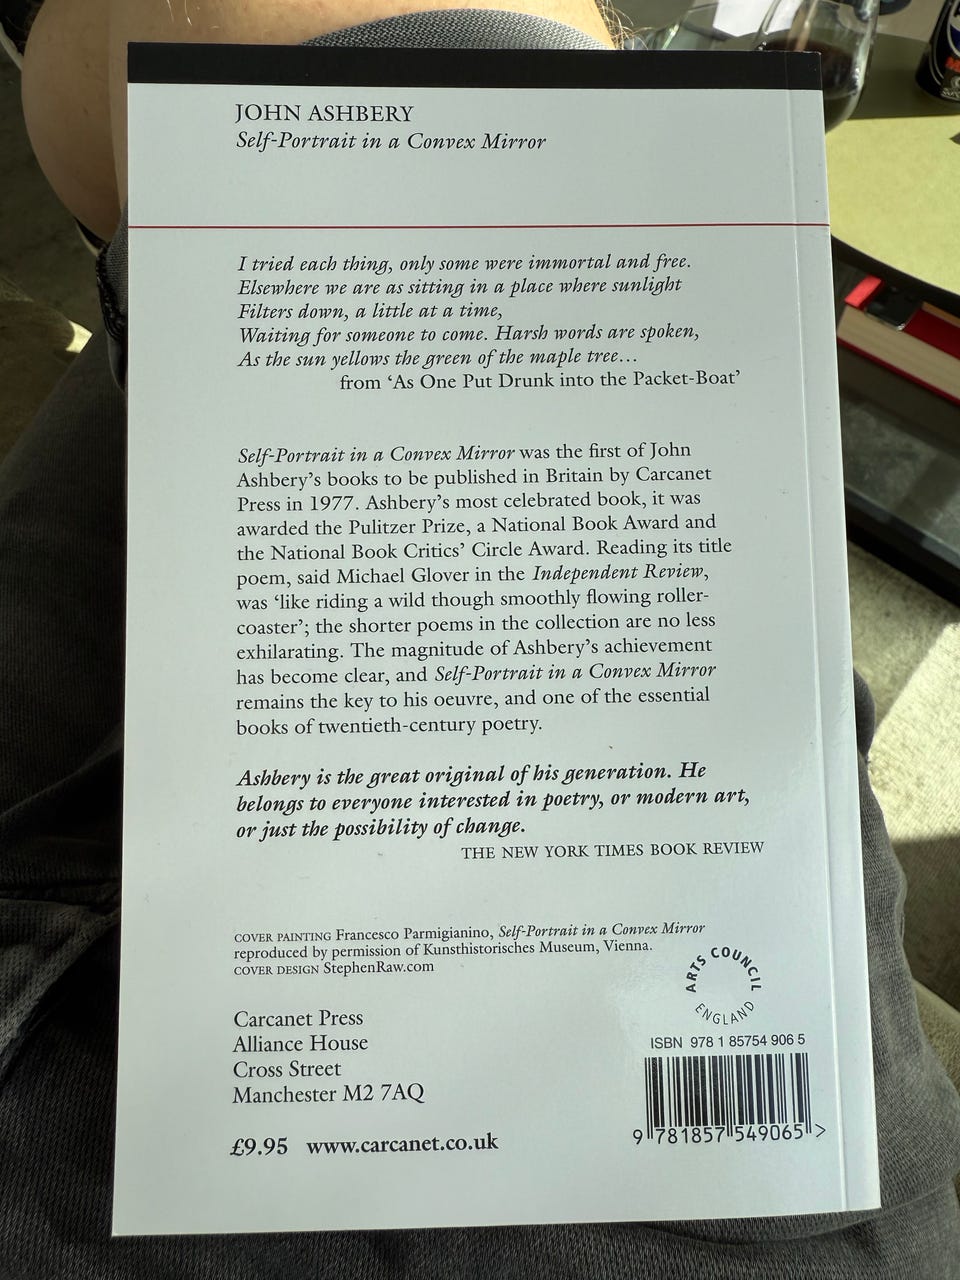 JOHN ASHBERY
Self-Portrait in a Convex Mirror
I tried each thing, only some were immortal and free.
Elsewhere we are as sitting in a place where sunlight
Filters down, a little at a time,
Waiting for someone to come. Harsh words are spoken,
As the sun yellows the green of the maple tree…
from ‘As One Put Drunk into the Packet-Boat’
Self-Portrait in a Convex Mirror was the first of John
Ashbery’s books to be published in Britain by Carcanet
Press in 1977. Ashbery’s most celebrated book, it was
awarded the Pulitzer Prize, a National Book Award and
the National Book Critics’ Circle Award. Reading its title
poem, said Michael Glover in the Independent Review,
was ‘like riding a wild though smoothly flowing roller-
coaster’; the shorter poems in the collection are no less
exhilarating. The magnitude of Ashbery’s achievement
has become clear, and Self-Portrait in a Convex Mirror
remains the key to his oeuvre, and one of the essential
books of twentieth-century poetry.
Ashbery is the great original of his generation. He
belongs to everyone interested in poetry, or modern art,
or just the possibility of change.
THE NEW YORK TIMES BOOK REVIEW
COVER PAINTING Francesco Parmigianino, Self-Portrait in a Convex Mirror
reproduced by permission of Kunsthistorisches Museum, Vienna.
COVER DESIGN StephenRaw.com
ARTS COUNCIL
ENGLAND
Carcanet Press
Alliance House
Cross Street
Manchester M2 7AQ
£9.95 www.carcanet.co.uk
ISBN 978 1 85754 906 5
9 781857 549065 >